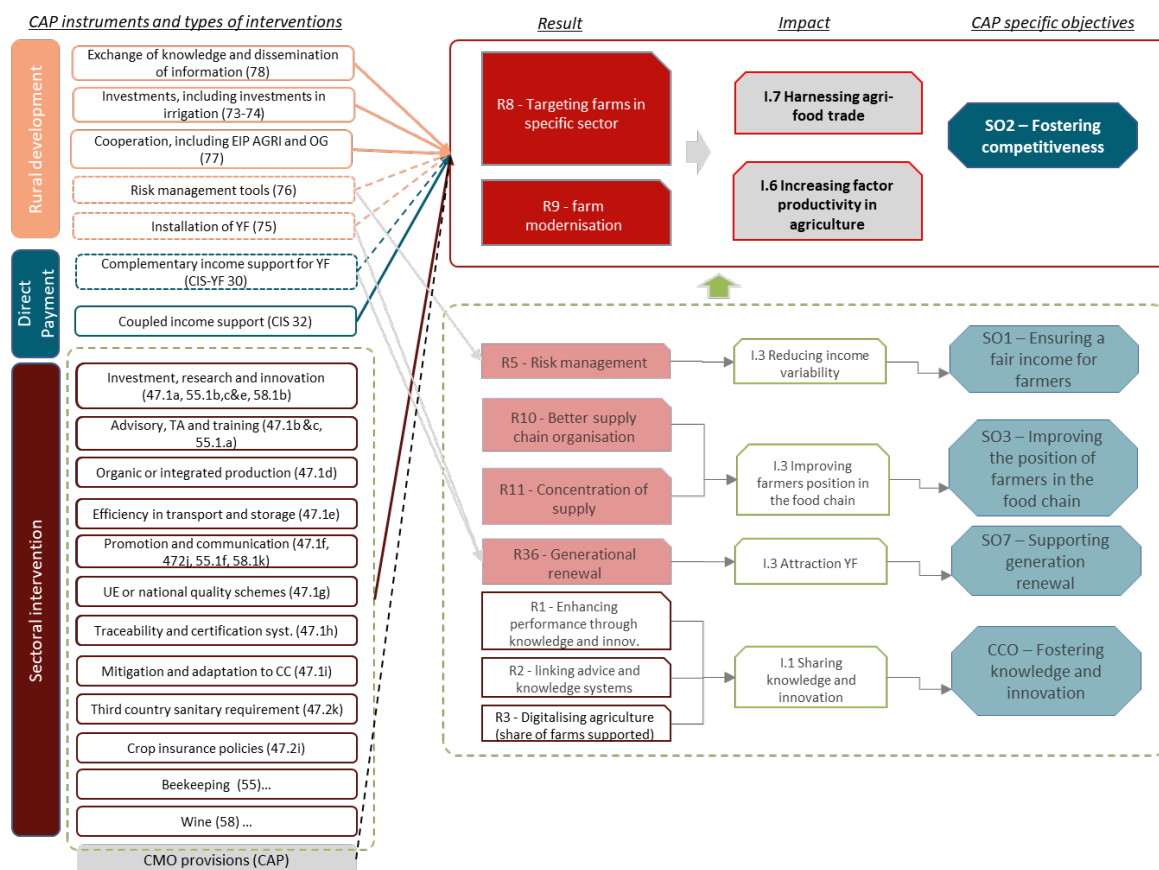 CAP instruments and types of interventions
Result
Impact
CAP specific objectives
Rural development
Exchange of knowledge and dissemination
of information (78)
Investments, including investments in
irrigation (73-74)
Cooperation, including EIP AGRI and OG
(77)
Risk management tools (76)
Installation of YF (75)
Direct
Payment
Complementary income support for YF
(CIS-YF 30)
Coupled income support (CIS 32)
Sectoral intervention
Investment, research and innovation
(47.1a, 55.1b,c&e, 58.1b)
Advisory, TA and training (47.1b &c,
55.1.a)
Organic or integrated production (47.1d)
Efficiency in transport and storage (47.1e)
Promotion and communication (47.1f,
472j, 55.1f, 58.1k)
UE or national quality schemes (47.1g)
Traceability and certification syst. (47.1h)
Mitigation and adaptation to CC (47.1i)
Third country sanitary requirement (47.2k)
Crop insurance policies (47.2i)
Beekeeping (55)...
Wine (58) ...
CMO provisions (CAP)
R8 - Targeting farms in
specific sector
R9 - farm
modernisation
I.7 Harnessing agri-
food trade
I.6 Increasing factor
productivity in
agriculture
SO2 – Fostering
competitiveness
R5 - Risk management
I.3 Reducing income
variability
SO1 – Ensuring a
fair income for
farmers
R10 - Better supply
chain organisation
R11 - Concentration of
supply
I.3 Improving
farmers position in
the food chain
SO3 – Improving
the position of
farmers in the
food chain
R36 - Generational
renewal
I.3 Attraction YF
SO7 – Supporting
generation
renewal
R1 - Enhancing
performance through
knowledge and innov.
R2 - linking advice and
knowledge systems
R3 - Digitalising agriculture
(share of farms supported)
I.1 Sharing
knowledge and
innovation
CCO – Fostering
knowledge and
innovation